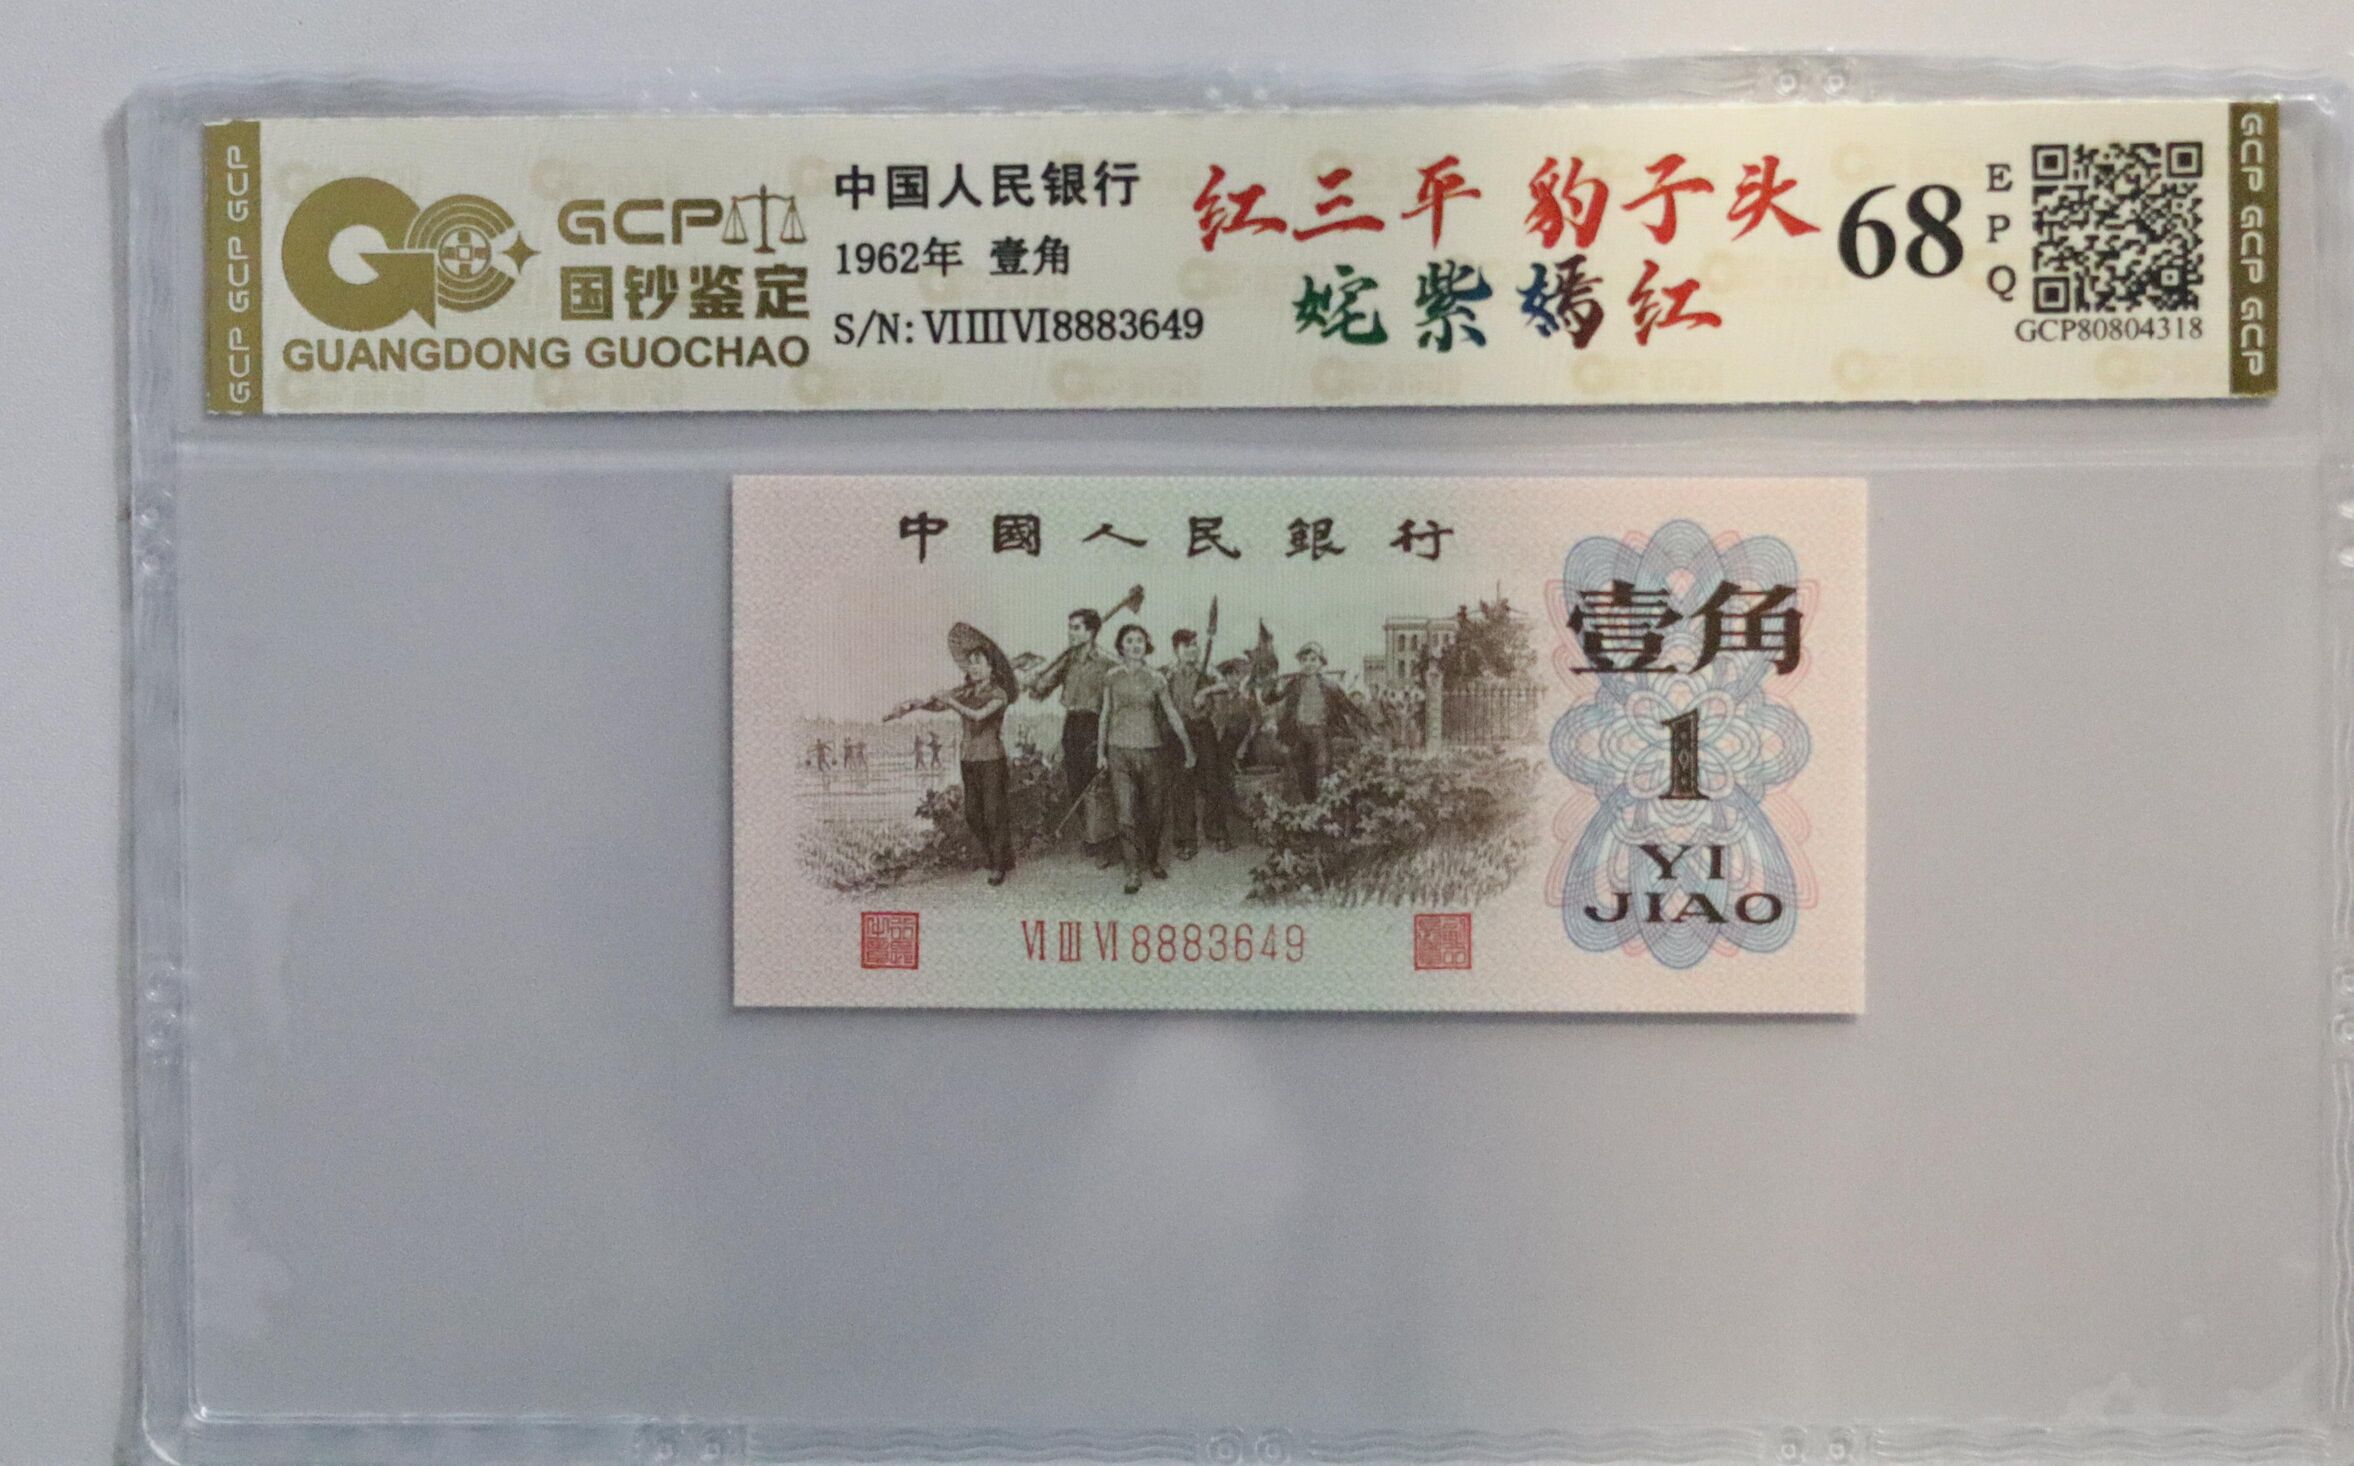 GCP GCP GCP
GCP
国钞鉴定
GUANGDONG GUOCHAO
中国人民银行
1962年 壹角
S/N: VIIIIVI8883649
红三平 豹子头
姹紫嫣红
68
EPQ
GCP80804318
GCP GCP GCP
中國人民銀行
壹角
1
YI
JIAO
VI III VI 8883649